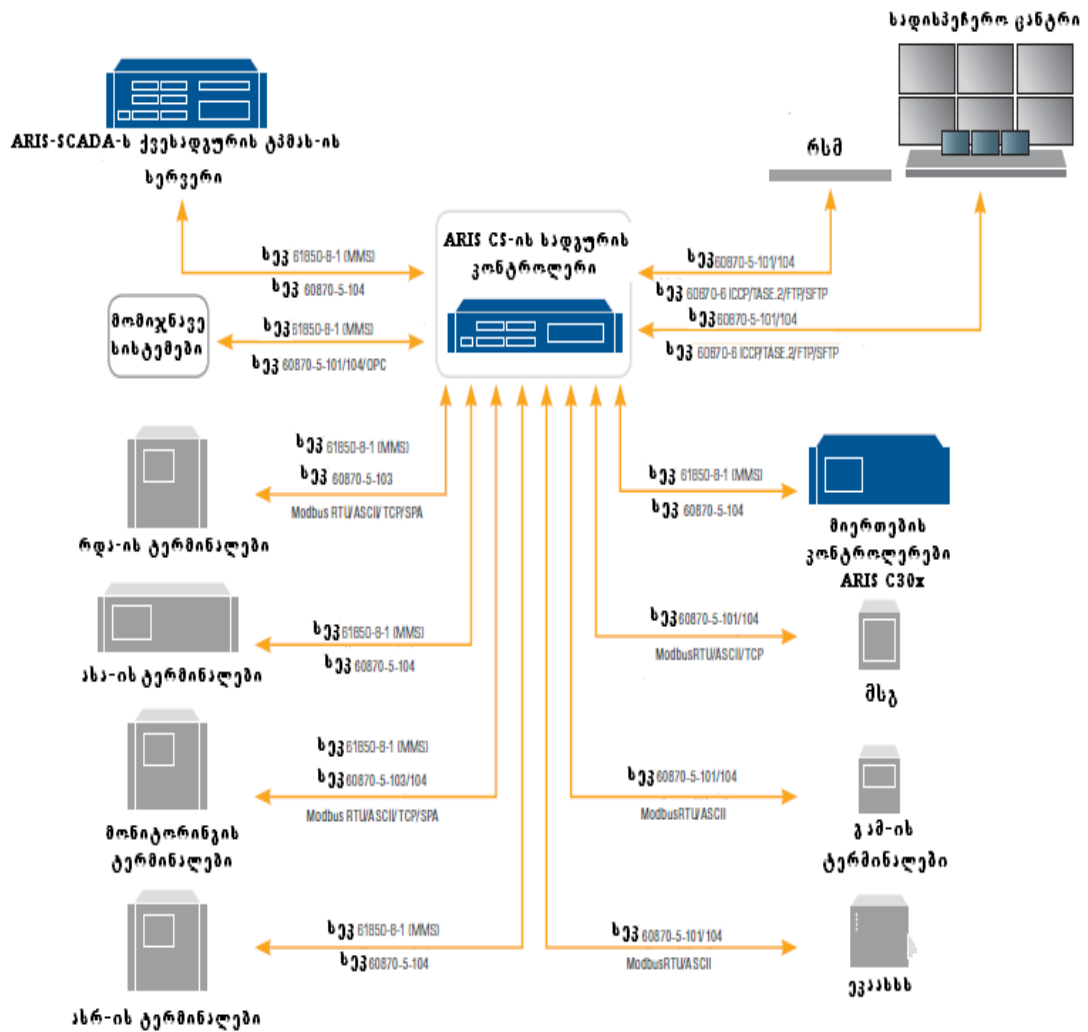 სადისპეჩერო ცანტრი
ARIS-SCADA-ს ქვესადგურის ტპმას-ის
სერვერი
რსმ
ARIS CS-ის სადგურის
კონტროლერი
სეკ 61850-8-1 (MMS)
სეკ 60870-5-104
სეკ 60870-5-101/104
სეკ 60870-6 ICCP/TASE.2/FTP/SFTP
სეკ 60870-5-101/104
სეკ 60870-6 ICCP/TASE.2/FTP/SFTP
მომიჯნავე
სისტემები
სეკ 61850-8-1 (MMS)
სეკ 60870-5-101/104/OPC
სეკ 61850-8-1 (MMS)
სეკ 60870-5-103
Modbus RTU/ASCII/TCP/SPA
რდა-ის ტერმინალები
სეკ 61850-8-1 (MMS)
სეკ 60870-5-104
მიერთების
კონტროლერები
ARIS C30x
სეკ 61850-8-1 (MMS)
სეკ 60870-5-104
ასა-ის ტერმინალები
სეკ 60870-5-101/104
ModbusRTU/ASCII/TCP
მსგ
სეკ 61850-8-1 (MMS)
სეკ 60870-5-103/104
Modbus RTU/ASCII/TCP/SPA
მონიტორინგის
ტერმინალები
სეკ 60870-5-101/104
ModbusRTU/ASCII
გამ-ის
ტერმინალები
სეკ 61850-8-1 (MMS)
სეკ 60870-5-104
ასრ-ის ტერმინალები
სეკ 60870-5-101/104
ModbusRTU/ASCII
ეკაასსს